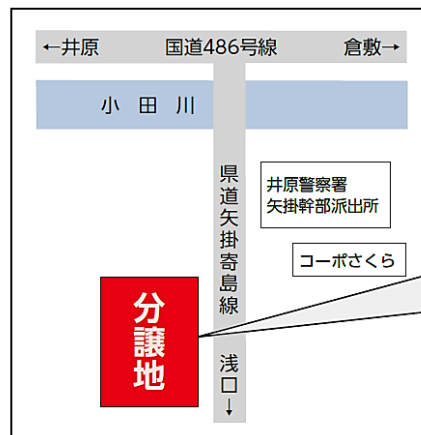 ←井原 国道486号線 倉敷→
小田川
県道矢掛寄島線
浅口↓
井原警察署
矢掛幹部派出所
コーポさくら
分譲地